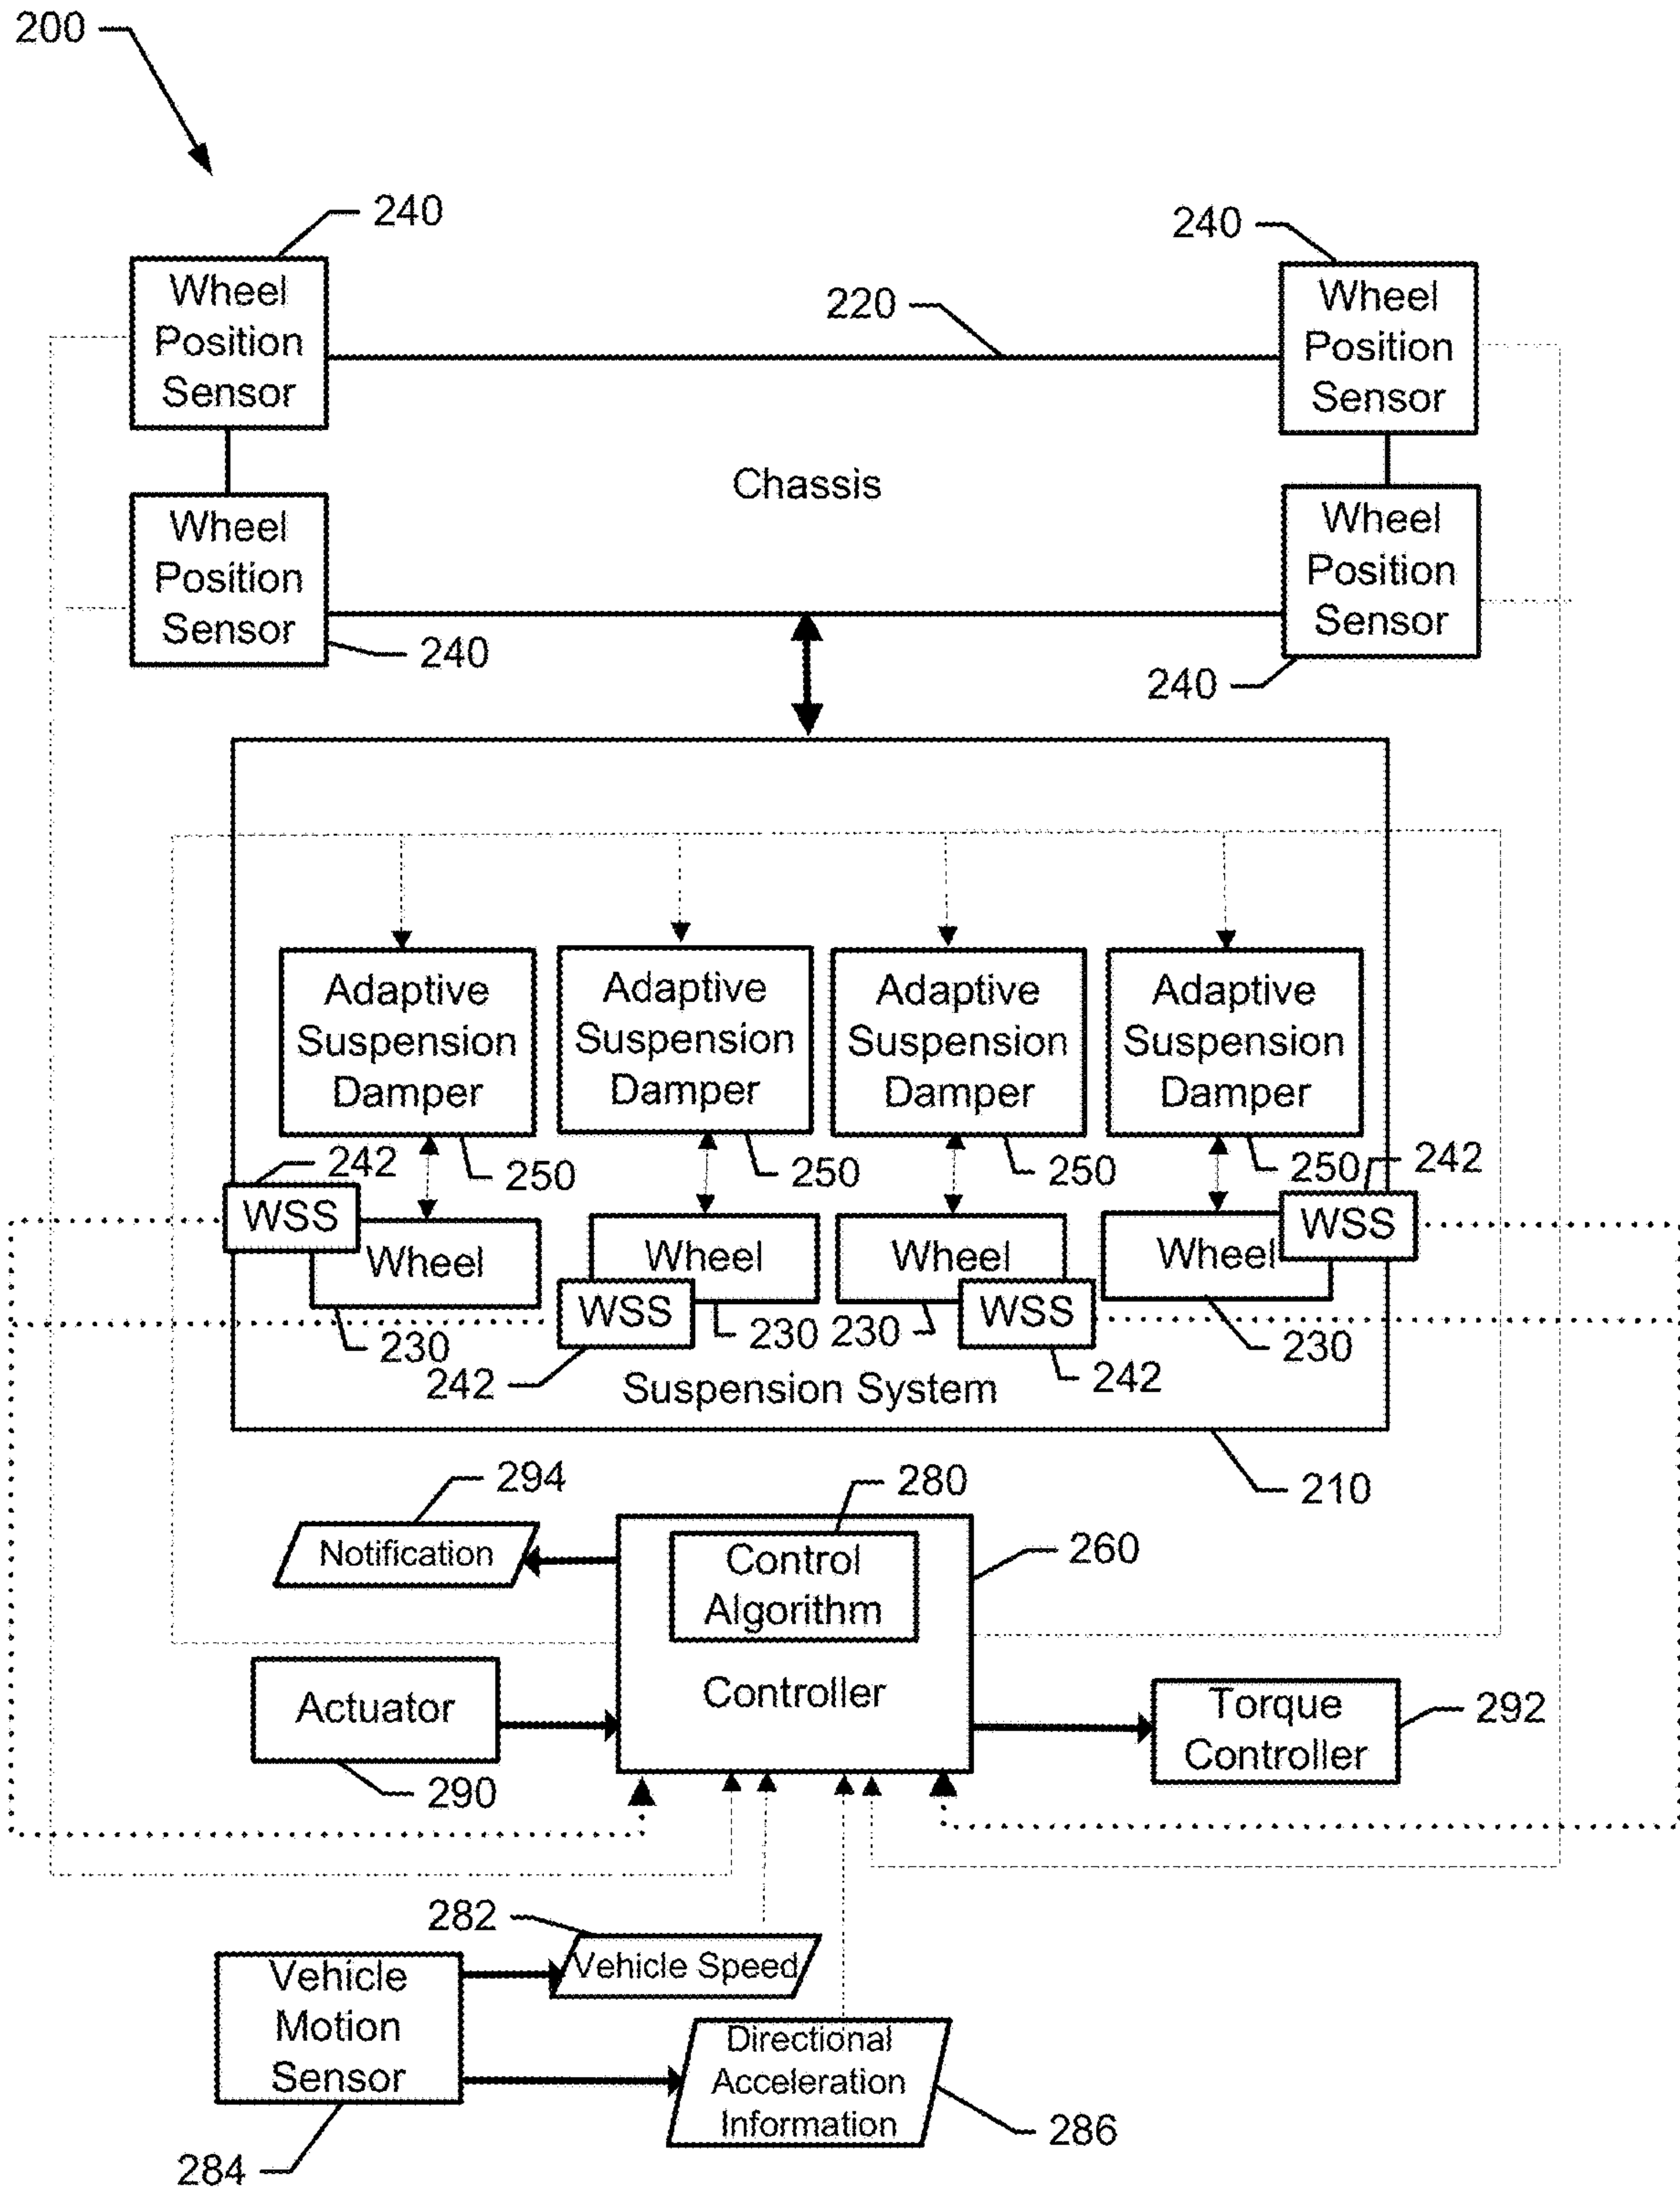 200
240
240
Wheel
Position
Sensor
220
Wheel
Position
Sensor
Chassis
Wheel
Position
Sensor
Wheel
Position
Sensor
240
240
Adaptive
Suspension
Damper
Adaptive
Suspension
Damper
Adaptive
Suspension
Damper
Adaptive
Suspension
Damper
242
250
250
250
250
242
WSS
Wheel
Wheel
Wheel
Wheel
WSS
WSS
WSS
230
230
230
230
242
242
Suspension System
210
294
280
Notification
Control
Algorithm
260
Controller
Actuator
290
Torque
Controller
292
282
Vehicle Speed
Vehicle
Motion
Sensor
284
Directional
Acceleration
Information
286